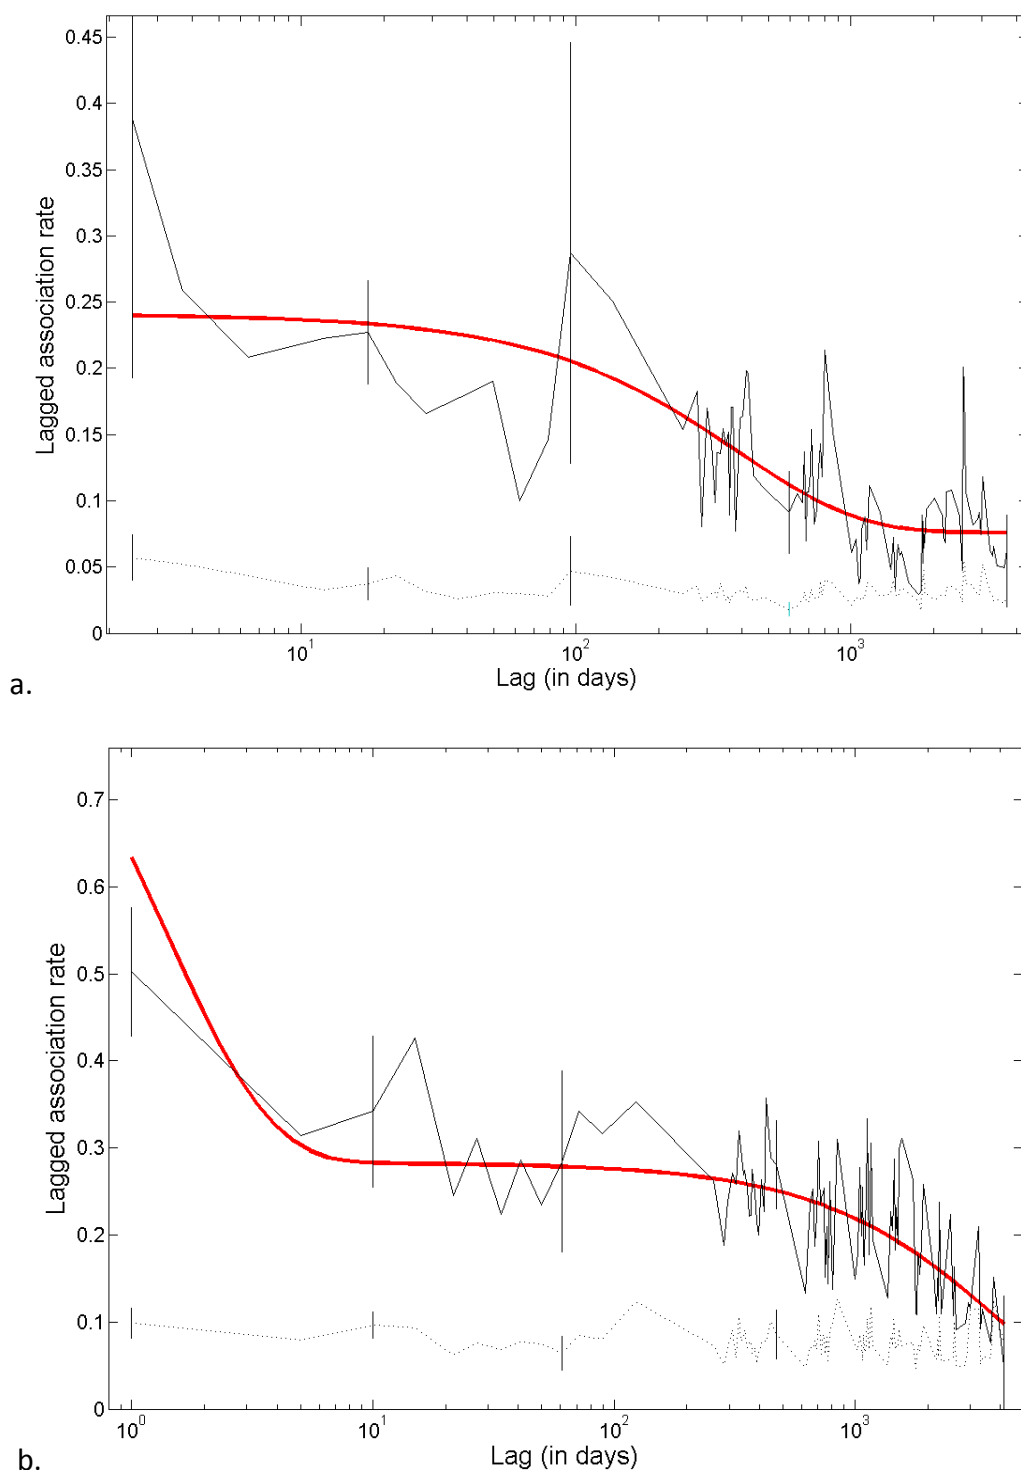 0.45
0.4
0.35
0.3
0.25
0.2
0.15
0.1
0.05
0
10^1 10^2 10^3
Lagged association rate
Lag (in days)
a.
0.7
0.6
0.5
0.4
0.3
0.2
0.1
0
10^0 10^1 10^2 10^3
Lagged association rate
Lag (in days)
b.